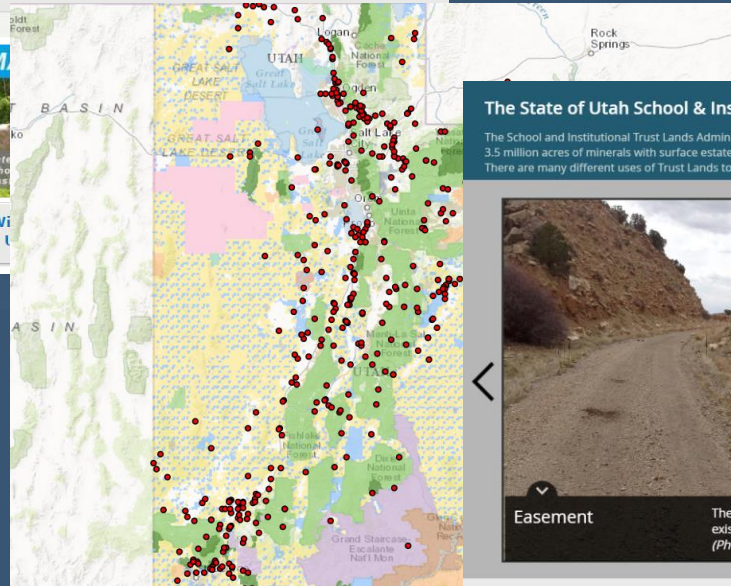 Logan
Cache
National
Forest
UTAH
GREAT SALT
LAKE
DESERT
Great
Salt Lake
Ogden
BASIN
GREAT SALT
LAKE DESERT
alt Lake
City
Uinta
National
Forest
Manti-La Sal
National
Forest
UTAH
ASIN
Fishlake
National
Forest
Dixie
National
Forest
Grand Staircase-
Escalante
Nat'l Mon
Rock
Springs
The State of Utah School & Ins
The School and Institutional Trust Lands Admin
3.5 million acres of minerals with surface estate
There are many different uses of Trust Lands to
Easement
The
exis
(Ph